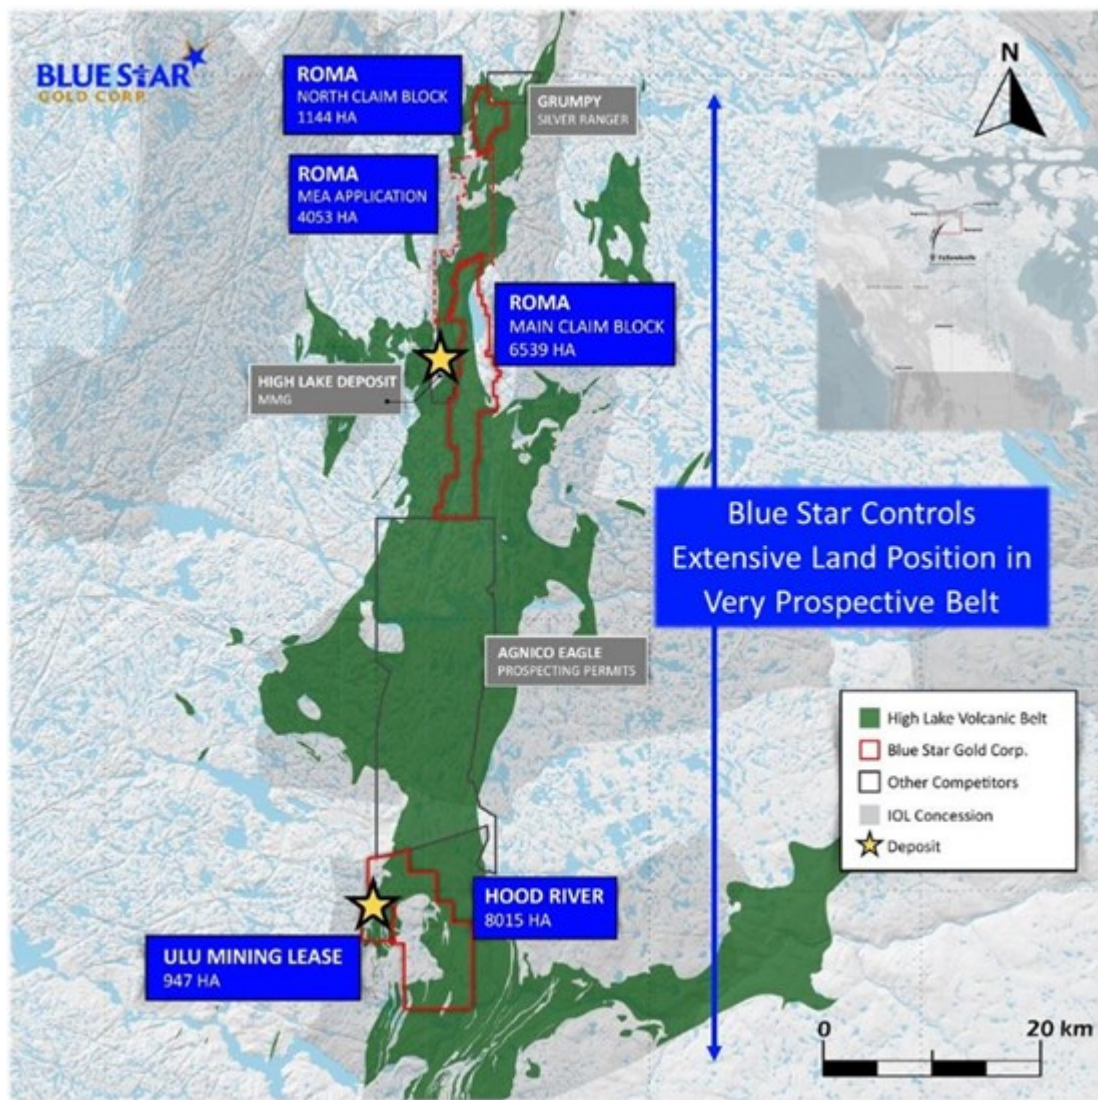 BLUE STAR
GOLD CORP.
ROMA
NORTH CLAIM BLOCK
1144 HA
GRUMPY
SILVER RANGER
N
ROMA
MEA APPLICATION
4053 HA
Yellowknife
ROMA
MAIN CLAIM BLOCK
6539 HA
HIGH LAKE DEPOSIT
MMG
Blue Star Controls
Extensive Land Position in
Very Prospective Belt
AGNICO EAGLE
PROSPECTING PERMITS
High Lake Volcanic Belt
Blue Star Gold Corp.
Other Competitors
IOL Concession
Deposit
HOOD RIVER
8015 HA
ULU MINING LEASE
947 HA
0
20 km